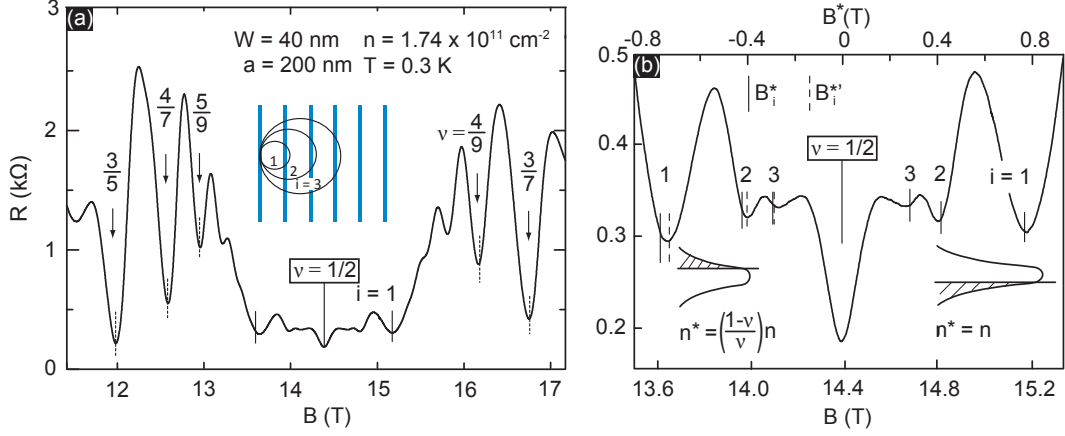 (a)
W = 40 nm n = 1.74 x 10¹¹ cm⁻²
a = 200 nm T = 0.3 K
3/5
4/7
5/9
1
2
i = 3
ν = 4/9
3/7
ν = 1/2
i = 1
R (kΩ)
3
2
1
0
12 13 14 15 16 17
B (T)
(b)
B*(T)
-0.8 -0.4 0 0.4 0.8
B*ᵢ B*ᵢ'
ν = 1/2
1 2 3
3 2 i = 1
n* = ((1-ν)/ν)n
n* = n
0.5
0.4
0.3
0.2
13.6 14.0 14.4 14.8 15.2
B (T)